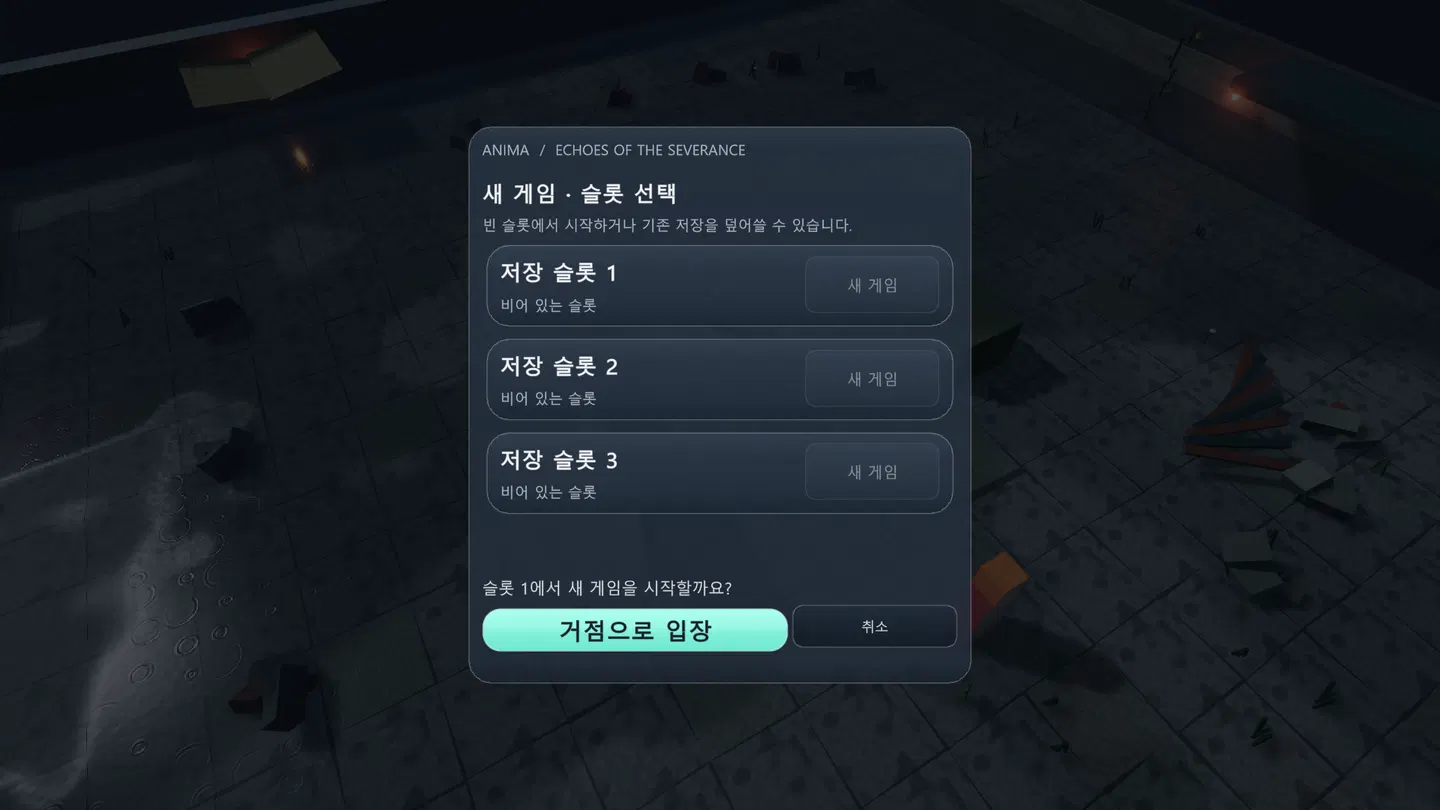 ANIMA / ECHOES OF THE SEVERANCE
새 게임 · 슬롯 선택
빈 슬롯에서 시작하거나 기존 저장을 덮어쓸 수 있습니다.
저장 슬롯 1
새 게임
비어 있는 슬롯
저장 슬롯 2
새 게임
비어 있는 슬롯
저장 슬롯 3
새 게임
비어 있는 슬롯
슬롯 1에서 새 게임을 시작할까요?
거점으로 입장
취소